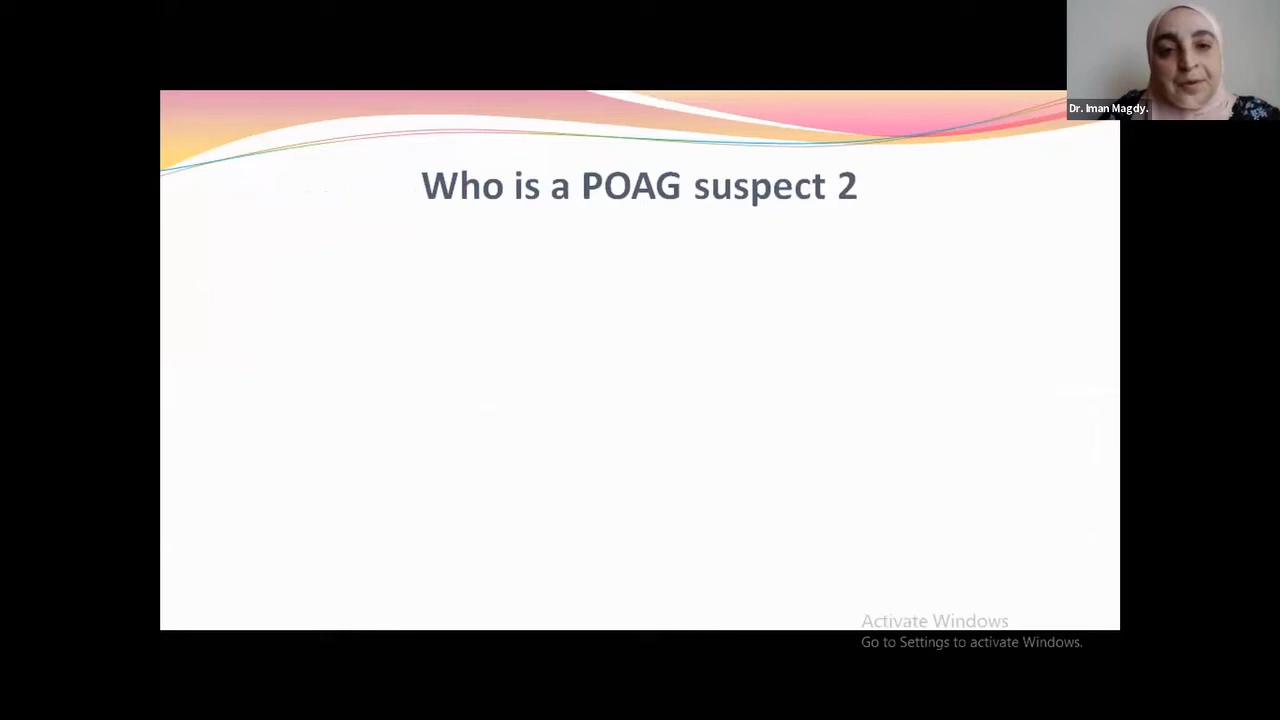 Dr. Iman Magdy.
Who is a POAG suspect 2
Activate Windows
Go to Settings to activate Windows.